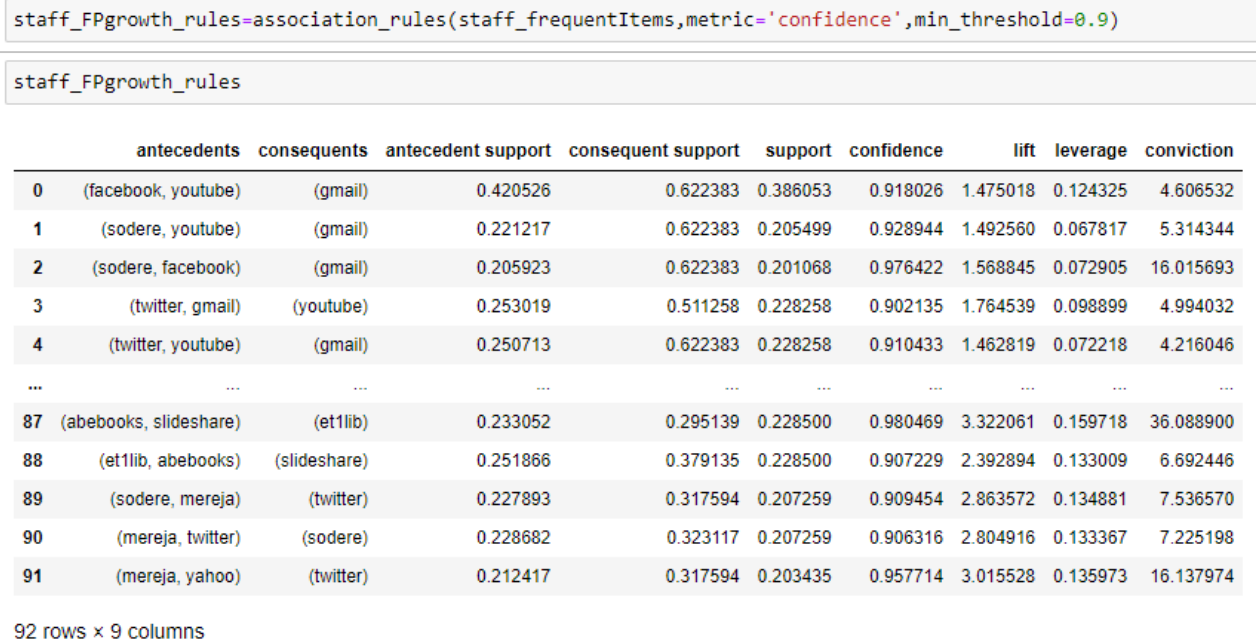 staff_FPgrowth_rules=association_rules(staff_frequentItems,metric='confidence',min_threshold=0.9)
staff_FPgrowth_rules
antecedents consequents antecedent support consequent support support confidence lift leverage conviction
0 (facebook, youtube) (gmail) 0.420526 0.622383 0.386053 0.918026 1.475018 0.124325 4.606532
1 (sodere, youtube) (gmail) 0.221217 0.622383 0.205499 0.928944 1.492560 0.067817 5.314344
2 (sodere, facebook) (gmail) 0.205923 0.622383 0.201068 0.976422 1.568845 0.072905 16.015693
3 (twitter, gmail) (youtube) 0.253019 0.511258 0.228258 0.902135 1.764539 0.098899 4.994032
4 (twitter, youtube) (gmail) 0.250713 0.622383 0.228258 0.910433 1.462819 0.072218 4.216046
... ... ... ... ... ... ... ... ... ...
87 (abebooks, slideshare) (et1lib) 0.233052 0.295139 0.228500 0.980469 3.322061 0.159718 36.088900
88 (et1lib, abebooks) (slideshare) 0.251866 0.379135 0.228500 0.907229 2.392894 0.133009 6.692446
89 (sodere, mereja) (twitter) 0.227893 0.317594 0.207259 0.909454 2.863572 0.134881 7.536570
90 (mereja, twitter) (sodere) 0.228682 0.323117 0.207259 0.906316 2.804916 0.133367 7.225198
91 (mereja, yahoo) (twitter) 0.212417 0.317594 0.203435 0.957714 3.015528 0.135973 16.137974
92 rows × 9 columns